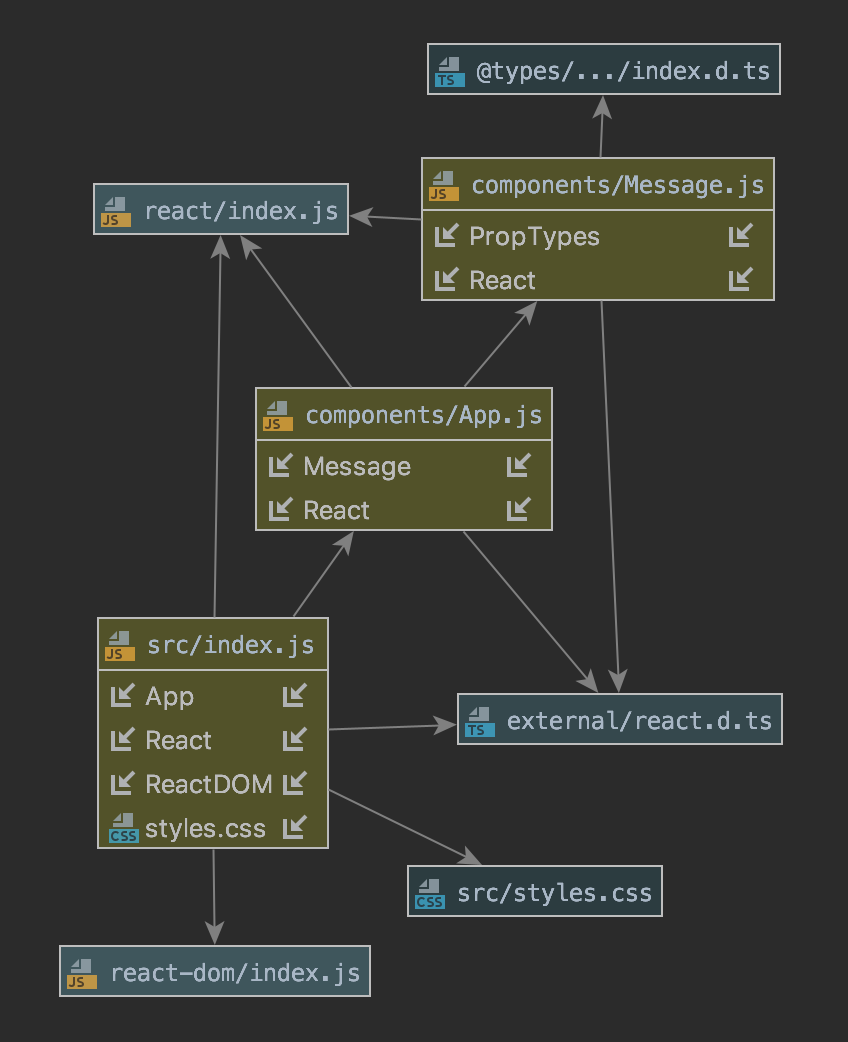 TS @types/.../index.d.ts
JS components/Message.js
PropTypes
React
JS react/index.js
JS components/App.js
Message
React
JS src/index.js
App
React
ReactDOM
CSS styles.css
TS external/react.d.ts
CSS src/styles.css
JS react-dom/index.js